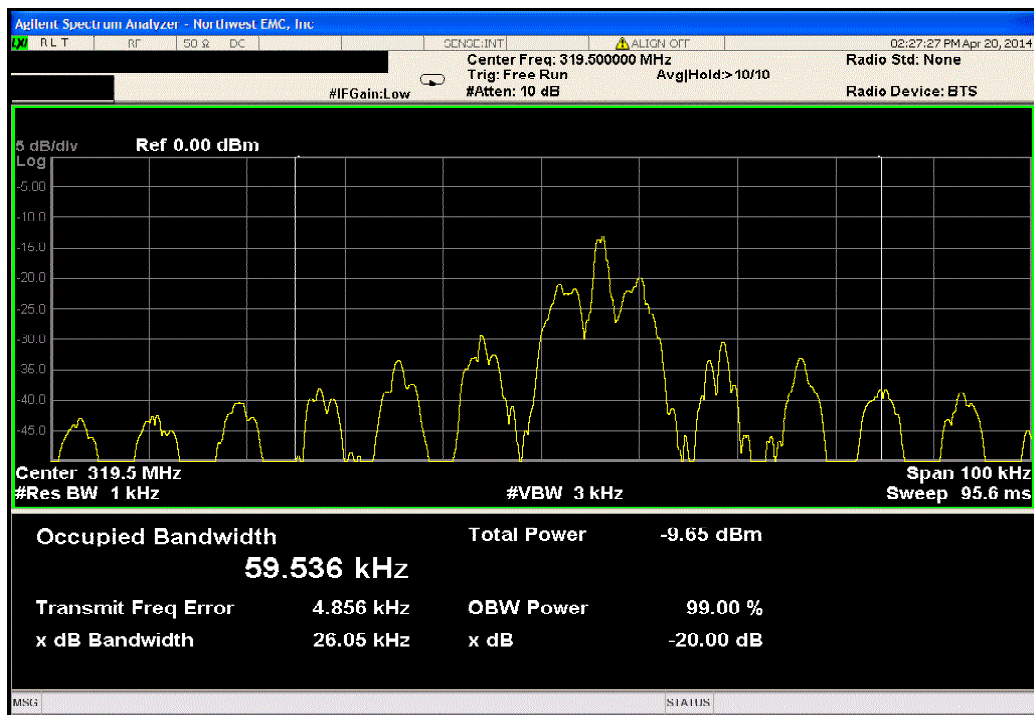 Agilent Spectrum Analyzer - Northwest EMC, Inc
LXI RLT RF 50 Ω DC SENSE:INT ALIGN OFF 02:27:27 PM Apr 20, 2014
Center Freq: 319.500000 MHz Radio Std: None
Trig: Free Run Avg|Hold:>10/10
#IFGain:Low #Atten: 10 dB Radio Device: BTS
5 dB/div Ref 0.00 dBm
Log
-5.00
-10.0
-15.0
-20.0
-25.0
-30.0
-35.0
-40.0
-45.0
Center 319.5 MHz Span 100 kHz
#Res BW 1 kHz #VBW 3 kHz Sweep 95.6 ms
Occupied Bandwidth Total Power -9.65 dBm
59.536 kHz
Transmit Freq Error 4.856 kHz OBW Power 99.00 %
x dB Bandwidth 26.05 kHz x dB -20.00 dB
MSG STATUS